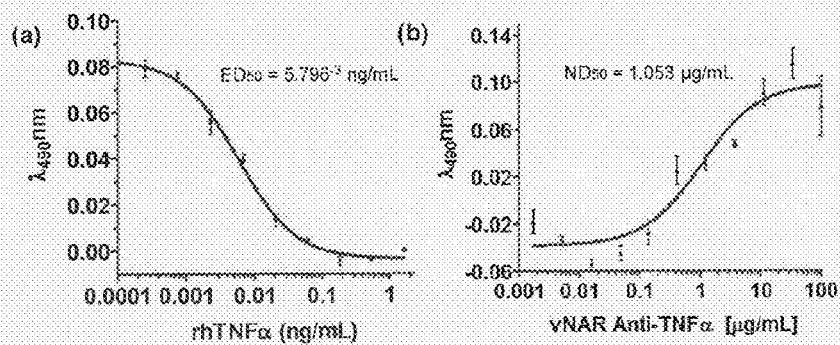 (a)
0.10
0.08
0.06
0.04
0.02
0.00
λ490nm
ED50 = 5.796-3 ng/mL
0.0001 0.001 0.01 0.1 1
rhTNFα (ng/mL)
(b)
0.14
0.10
0.06
0.02
-0.02
-0.06
λ490nm
ND50 = 1.053 µg/mL
0.001 0.01 0.1 1 10 100
vNAR Anti-TNFα [µg/mL]